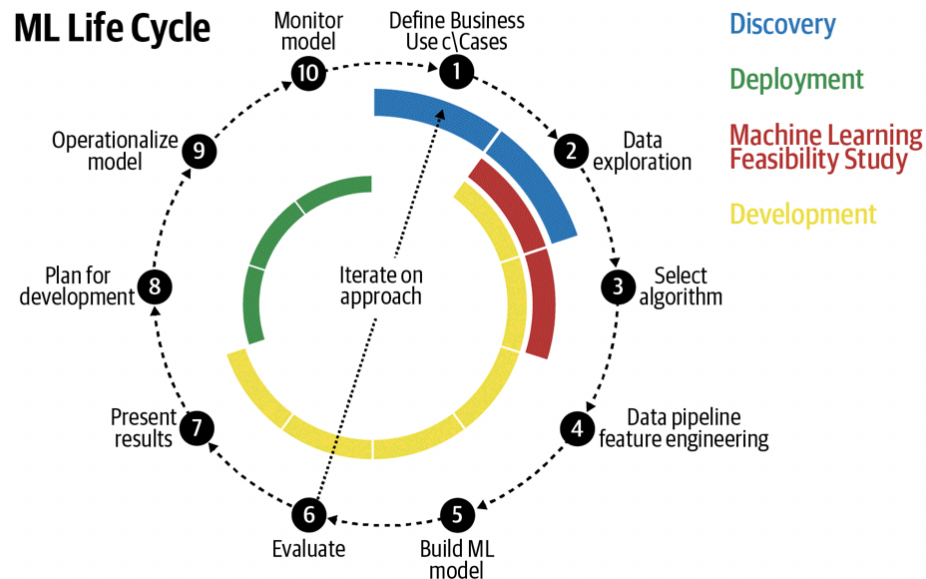 ML Life Cycle
Monitor
model
10
Define Business
Use c\Cases
1
Discovery
Deployment
Machine Learning
Feasibility Study
Development
Operationalize
model
9
2
Data
exploration
Iterate on
approach
Plan for
development
8
3
Select
algorithm
Present
results
7
4
Data pipeline
feature engineering
6
Evaluate
5
Build ML
model